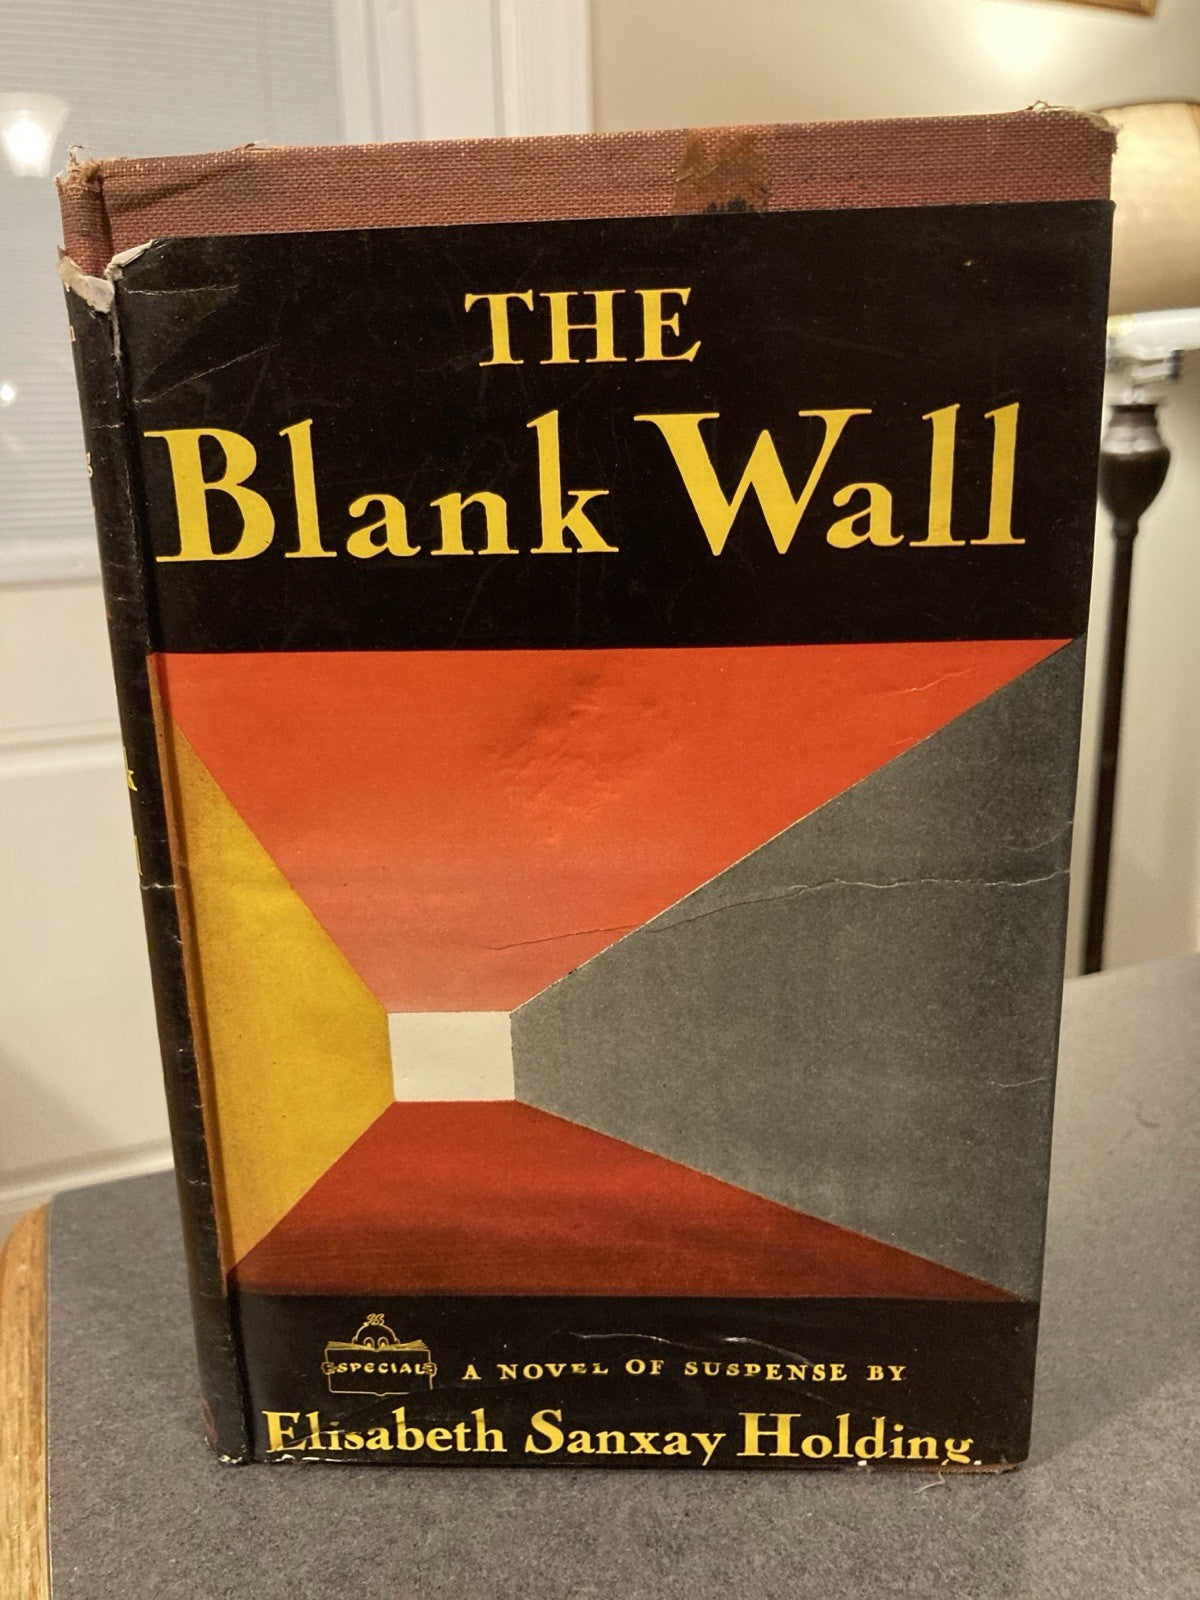 THE
Blank Wall
SPECIAL
A NOVEL OF SUSPENSE BY
Elisabeth Sanxay Holding